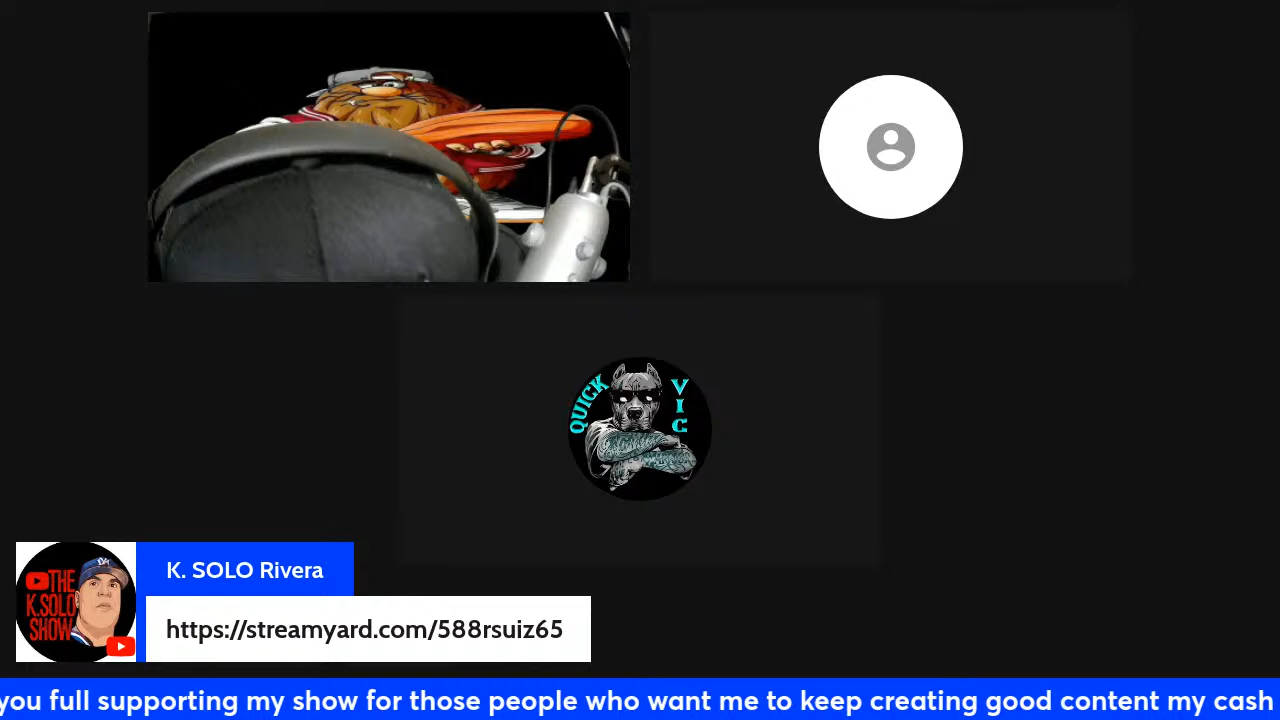 QUICK
VIC
THE
K.SOLO
SHOW
K. SOLO Rivera
https://streamyard.com/588rsuiz65
you full supporting my show for those people who want me to keep creating good content my cash